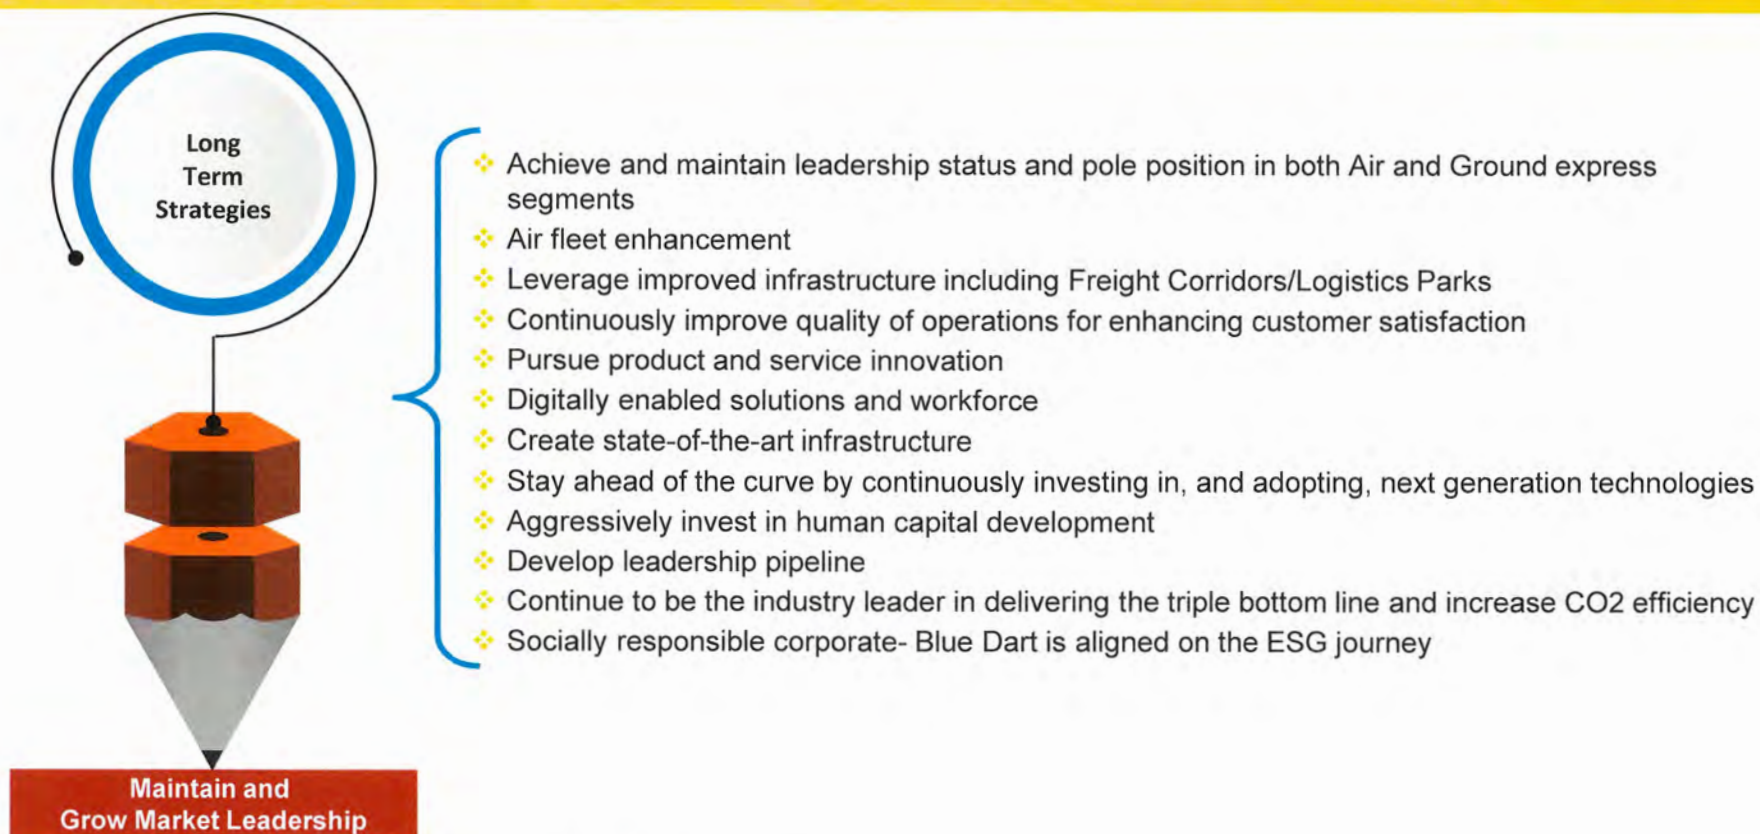 Long
Term
Strategies
Achieve and maintain leadership status and pole position in both Air and Ground express
segments
Air fleet enhancement
Leverage improved infrastructure including Freight Corridors/Logistics Parks
Continuously improve quality of operations for enhancing customer satisfaction
Pursue product and service innovation
Digitally enabled solutions and workforce
Create state-of-the-art infrastructure
Stay ahead of the curve by continuously investing in, and adopting, next generation technologies
Aggressively invest in human capital development
Develop leadership pipeline
Continue to be the industry leader in delivering the triple bottom line and increase CO2 efficiency
Socially responsible corporate- Blue Dart is aligned on the ESG journey
Maintain and
Grow Market Leadership